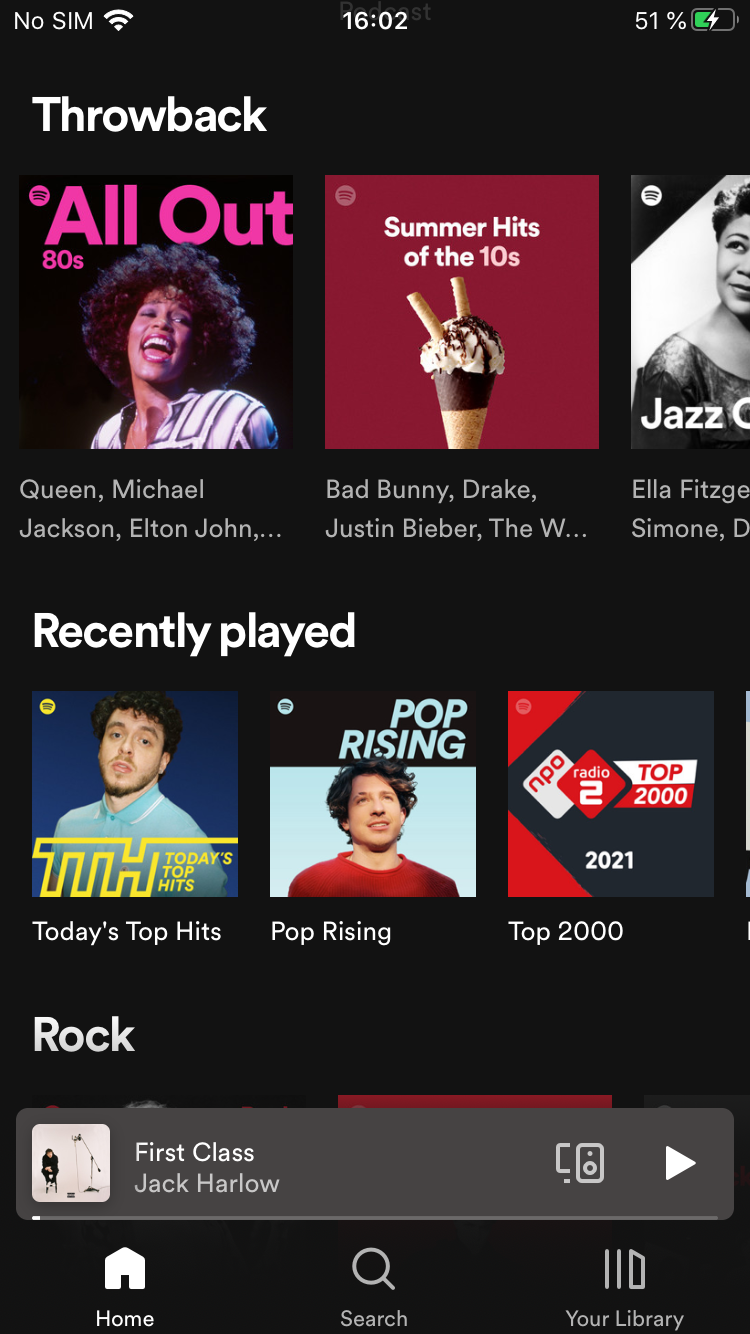 Podcast
No SIM 16:02 51 %
Throwback
All Out
80s
Summer Hits
of the 10s
Jazz
Queen, Michael
Jackson, Elton John,...
Bad Bunny, Drake,
Justin Bieber, The W...
Ella Fitzge
Simone, D
Recently played
TTH TODAY'S
TOP
HITS
POP
RISING
npo radio 2 TOP
2000
2021
Today's Top Hits
Pop Rising
Top 2000
Rock
First Class
Jack Harlow
Home
Search
Your Library